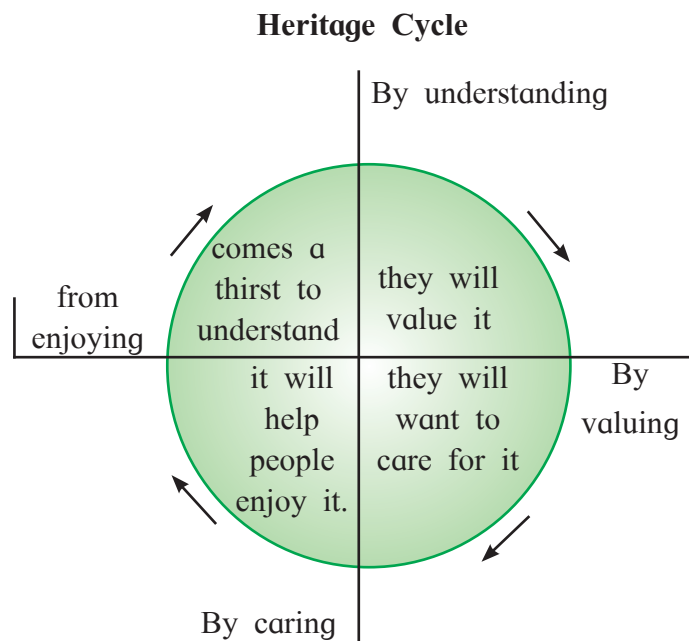 Heritage Cycle
By understanding
they will
value it
By
valuing
they will
want to
care for it
By caring
it will
help
people
enjoy it.
from
enjoying
comes a
thirst to
understand